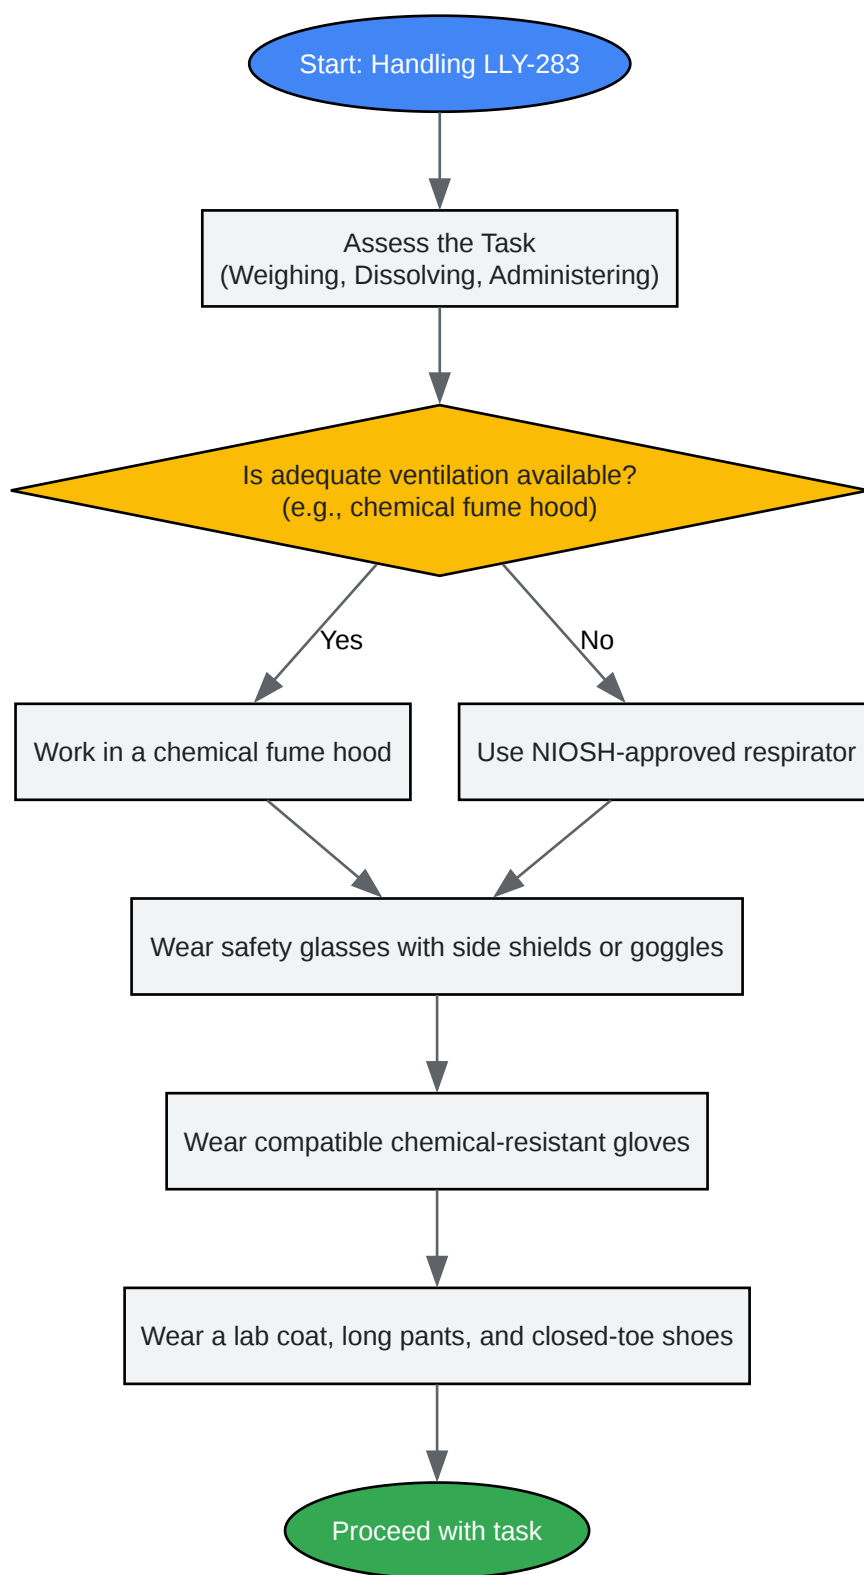 Start: Handling LLY-283
Assess the Task
(Weighing, Dissolving, Administering)
Is adequate ventilation available?
(e.g., chemical fume hood)
Yes
No
Work in a chemical fume hood
Use NIOSH-approved respirator
Wear safety glasses with side shields or goggles
Wear compatible chemical-resistant gloves
Wear a lab coat, long pants, and closed-toe shoes
Proceed with task